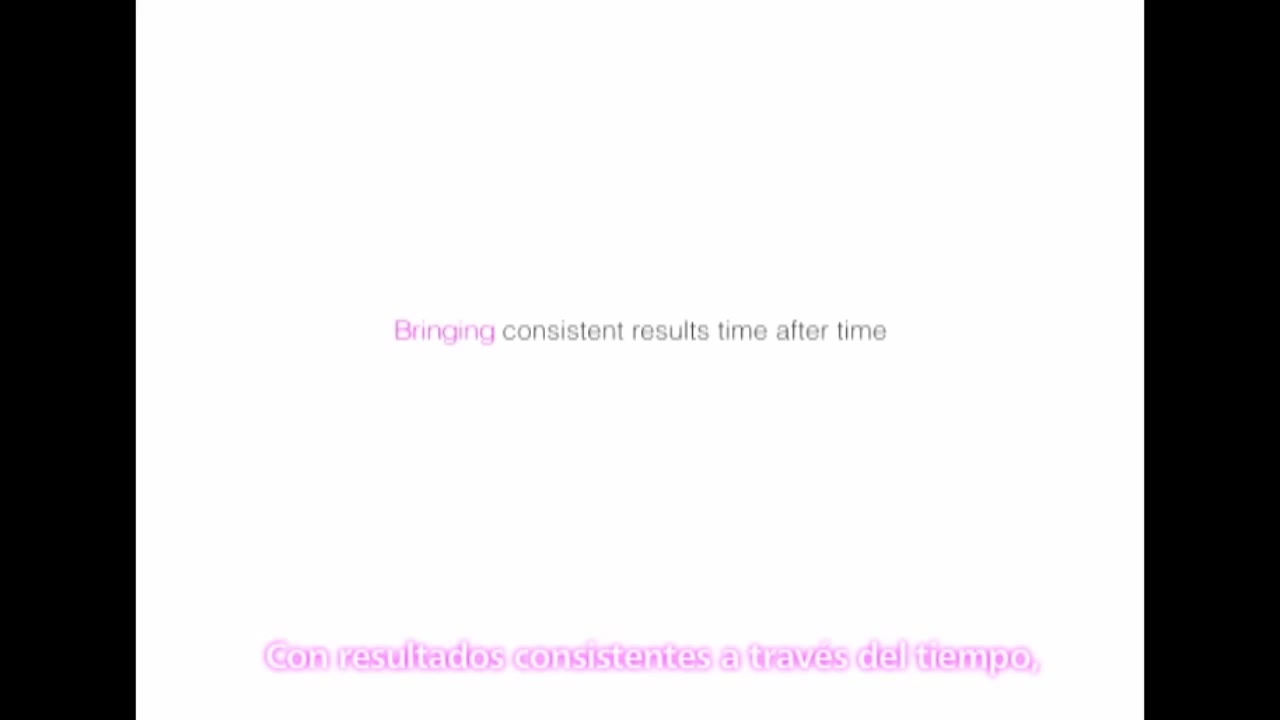 Bringing consistent results time after time
Con resultados consistentes a través del tiempo,